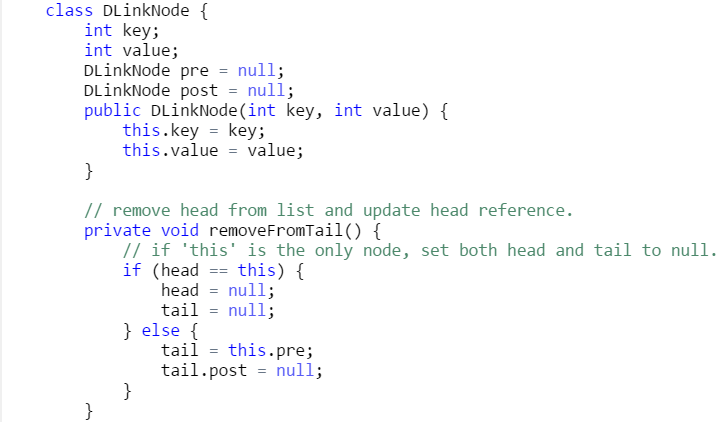 class DLinkNode {
int key;
int value;
DLinkNode pre = null;
DLinkNode post = null;
public DLinkNode(int key, int value) {
this.key = key;
this.value = value;
}
// remove head from list and update head reference.
private void removeFromTail() {
// if 'this' is the only node, set both head and tail to null.
if (head == this) {
head = null;
tail = null;
} else {
tail = this.pre;
tail.post = null;
}
}